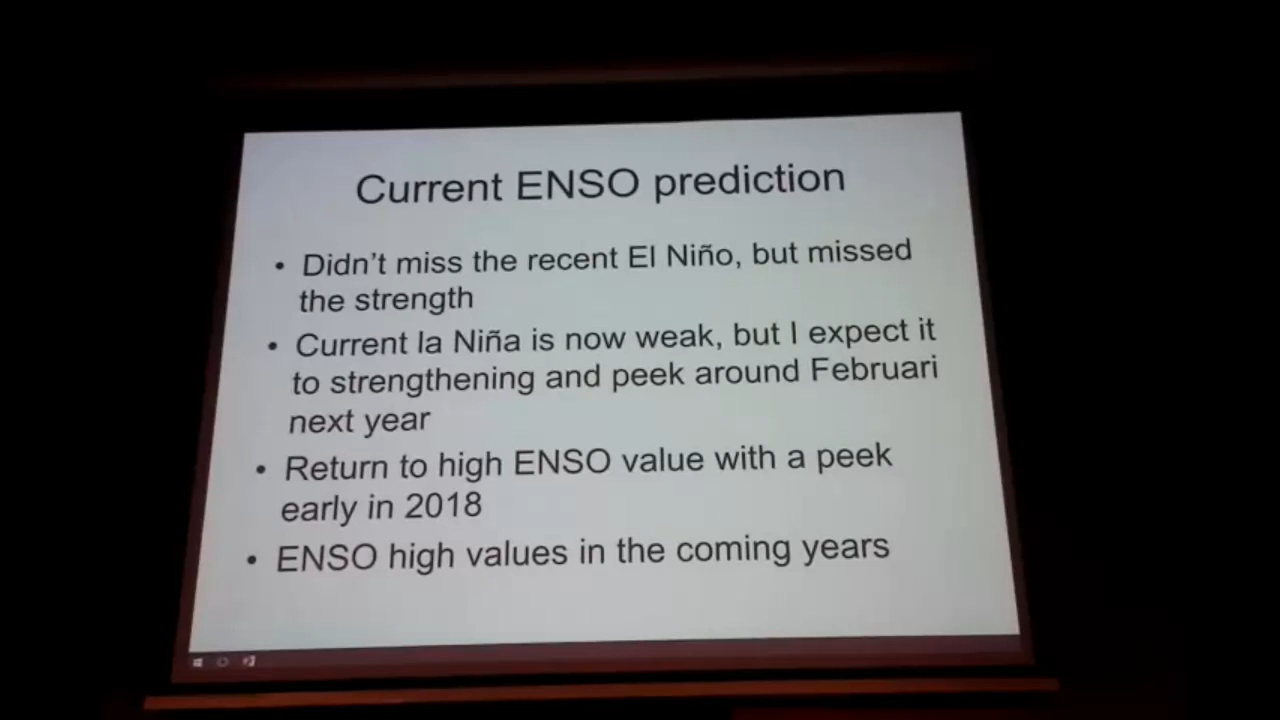 Current ENSO prediction
• Didn't miss the recent El Niño, but missed
the strength
• Current la Niña is now weak, but I expect it
to strengthening and peek around Februari
next year
• Return to high ENSO value with a peek
early in 2018
• ENSO high values in the coming years